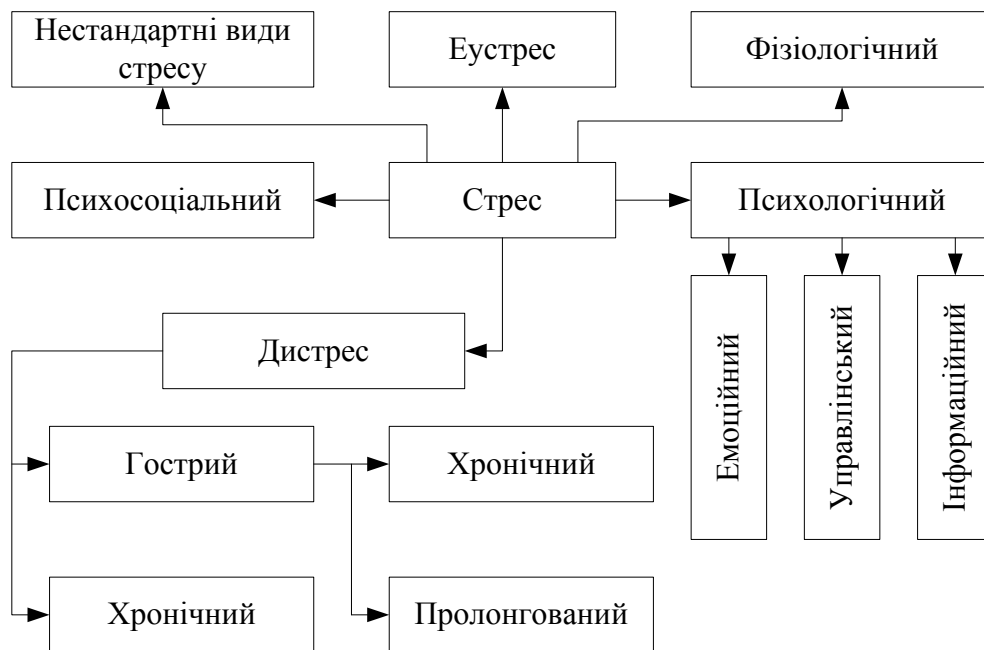 Нестандартні види
стресу
Еустрес
Фізіологічний
Психосоціальний
Стрес
Психологічний
Дистрес
Емоційний
Управлінський
Інформаційний
Гострий
Хронічний
Хронічний
Пролонгований